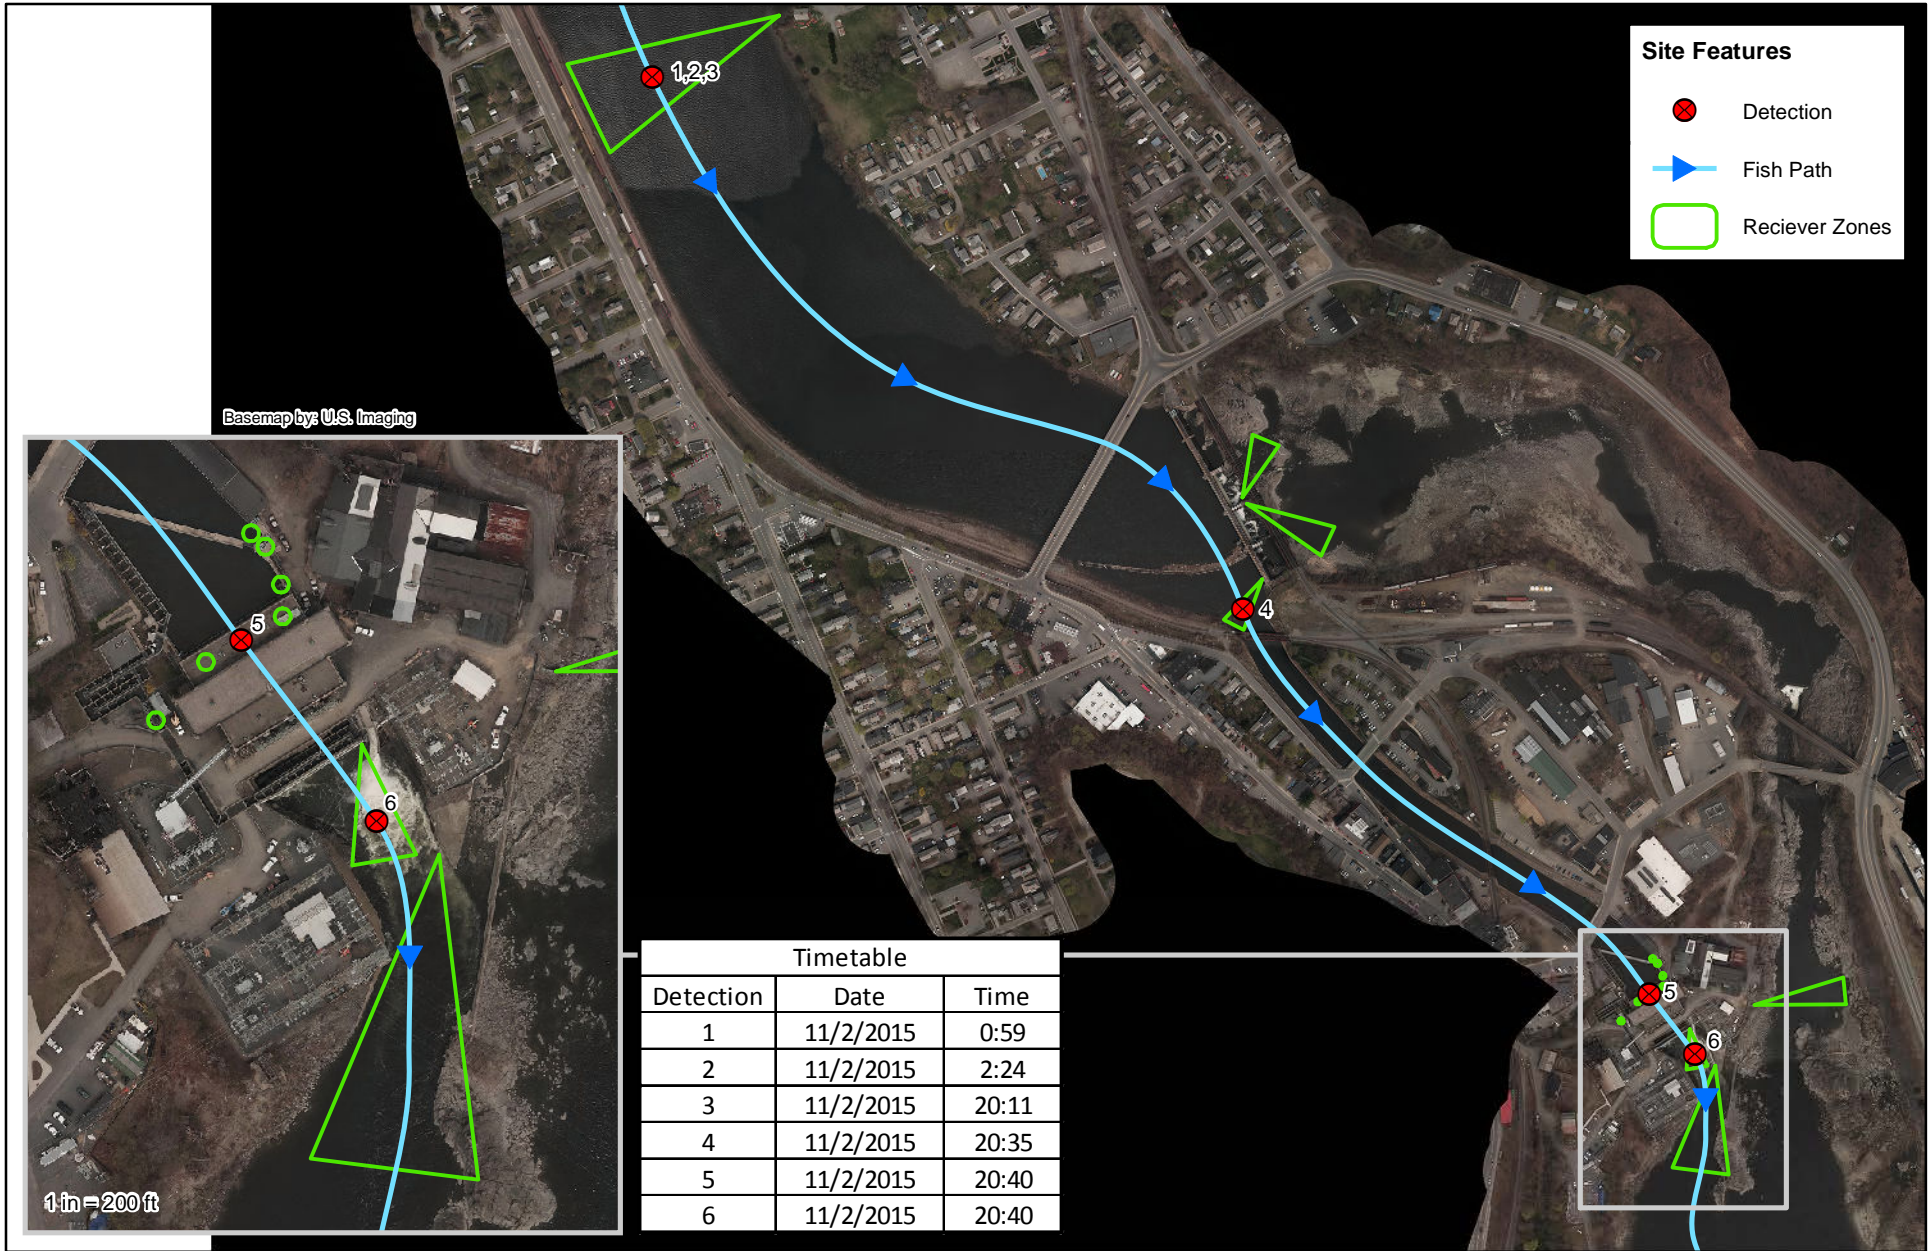 1,2,3
Site Features
Detection
Fish Path
Reciever Zones
Basemap by: U.S. Imaging
4
5
6
5
6
1 in = 200 ft
Timetable
Detection Date Time
1 11/2/2015 0:59
2 11/2/2015 2:24
3 11/2/2015 20:11
4 11/2/2015 20:35
5 11/2/2015 20:40
6 11/2/2015 20:40